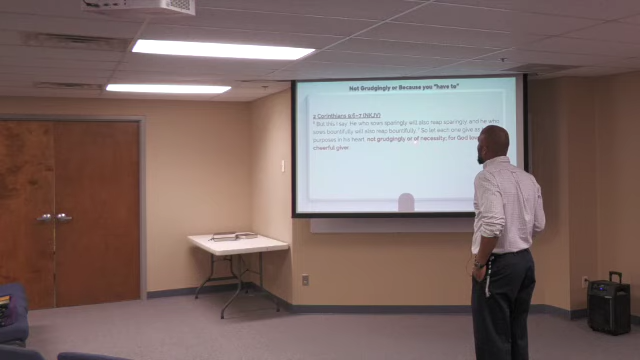 Not Grudgingly or Because you "have to"
2 Corinthians 9:6-7 (NKJV)
6 But this I say: He who sows sparingly will also reap sparingly, and he who
sows bountifully will also reap bountifully. 7 So let each one give as
purposes in his heart, not grudgingly or of necessity; for God
cheerful giver.